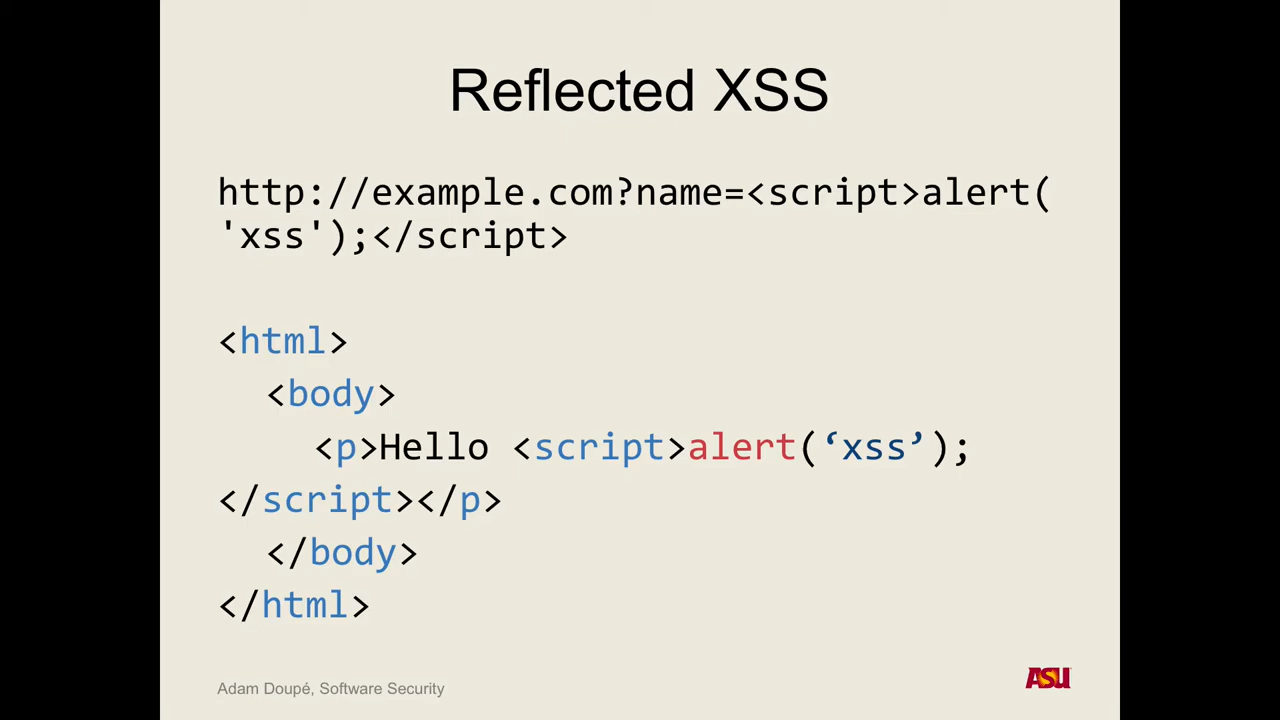 Reflected XSS
http://example.com?name=<script>alert(
'xss');</script>
<html>
<body>
<p>Hello <script>alert(‘xss’);
</script></p>
</body>
</html>
Adam Doupé, Software Security
ASU